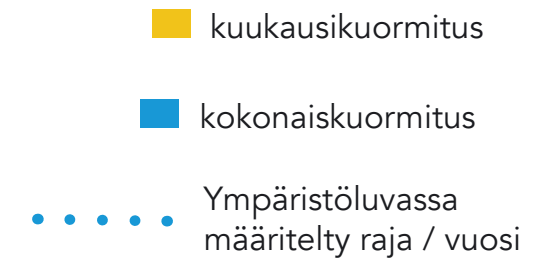 kuukausikuormitus
kokonaiskuormitus
Ympäristöluvassa
määritelty raja / vuosi